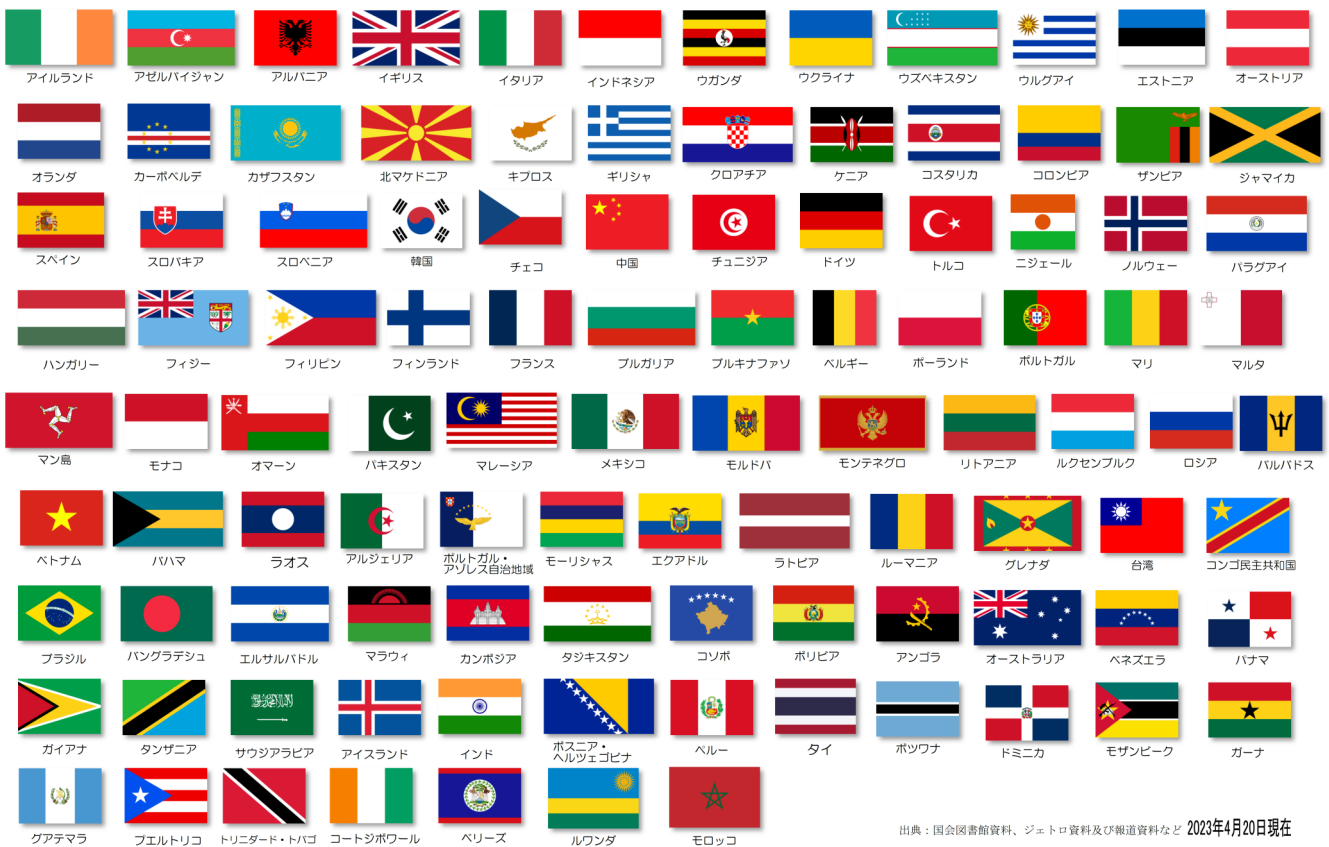 アイルランド アゼルバイジャン アルバニア イギリス イタリア インドネシア ウガンダ ウクライナ ウズベキスタン ウルグアイ エストニア オーストリア
オランダ カーボベルデ カザフスタン 北マケドニア キプロス ギリシャ クロアチア ケニア コスタリカ コロンビア ザンビア ジャマイカ
スペイン スロバキア スロベニア 韓国 チェコ 中国 チュニジア ドイツ トルコ ニジェール ノルウェー パラグアイ
ハンガリー フィジー フィリピン フィンランド フランス ブルガリア ブルキナファソ ベルギー ポーランド ポルトガル マリ マルタ
マン島 モナコ オマーン パキスタン マレーシア メキシコ モルドバ モンテネグロ リトアニア ルクセンブルク ロシア バルバドス
ベトナム バハマ ラオス アルジェリア ポルトガル・
アゾレス自治地域 モーリシャス エクアドル ラトビア ルーマニア グレナダ 台湾 コンゴ民主共和国
ブラジル バングラデシュ エルサルバドル マラウィ カンボジア タジキスタン コソボ ボリビア アンゴラ オーストラリア ベネズエラ パナマ
ガイアナ タンザニア サウジアラビア アイスランド インド ボスニア・
ヘルツェゴビナ ペルー タイ ボツワナ ドミニカ モザンビーク ガーナ
グアテマラ プエルトリコ トリニダード・トバゴ コートジボワール ベリーズ ルワンダ モロッコ
出典：国会図書館資料、ジェトロ資料及び報道資料など 2023年4月20日現在